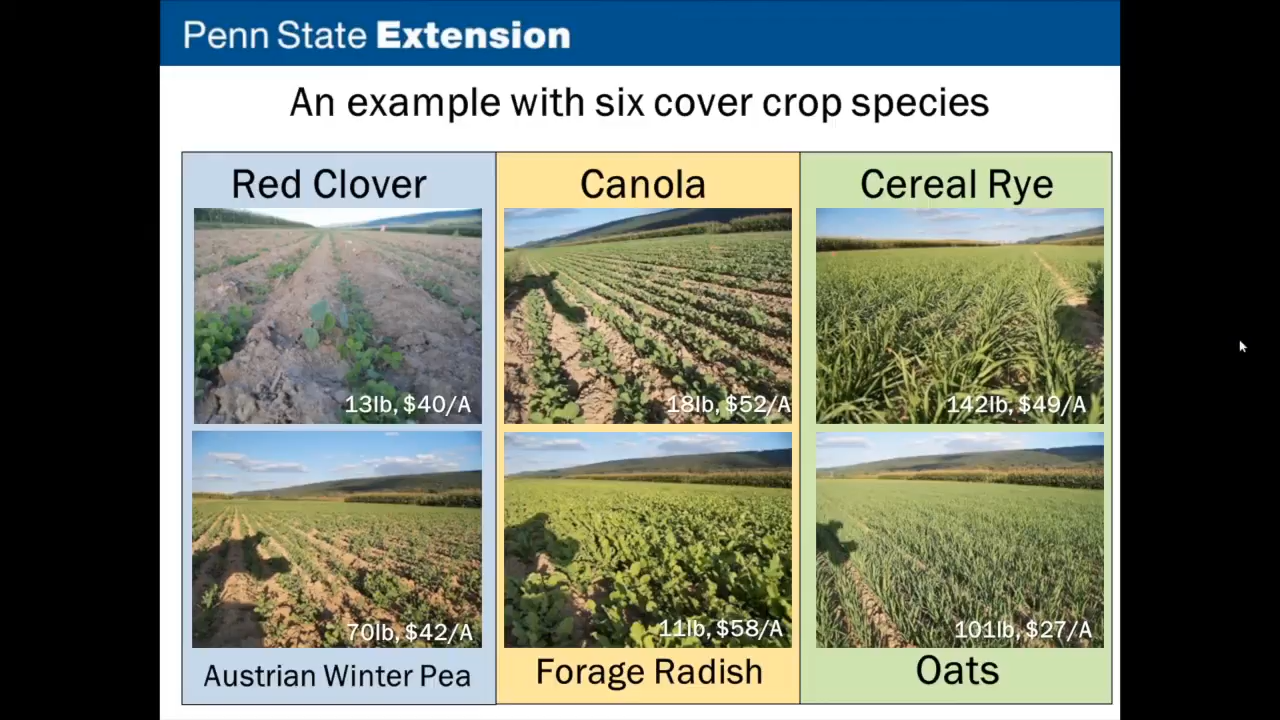 Penn State Extension
An example with six cover crop species
Red Clover
13lb, $40/A
70lb, $42/A
Austrian Winter Pea
Canola
18lb, $52/A
11lb, $58/A
Forage Radish
Cereal Rye
142lb, $49/A
101lb, $27/A
Oats